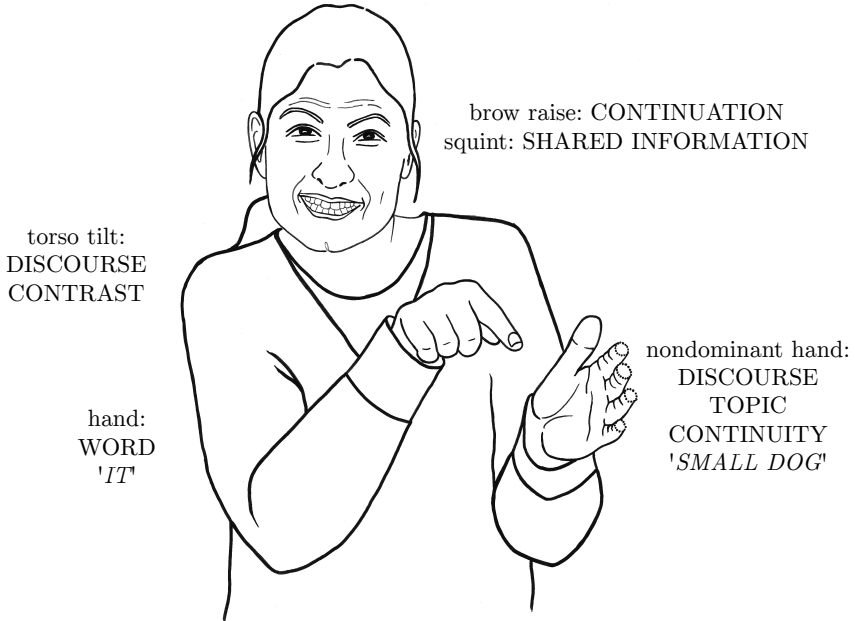 brow raise: CONTINUATION
squint: SHARED INFORMATION
torso tilt:
DISCOURSE
CONTRAST
nondominant hand:
DISCOURSE
TOPIC
CONTINUITY
'SMALL DOG'
hand:
WORD
'IT'